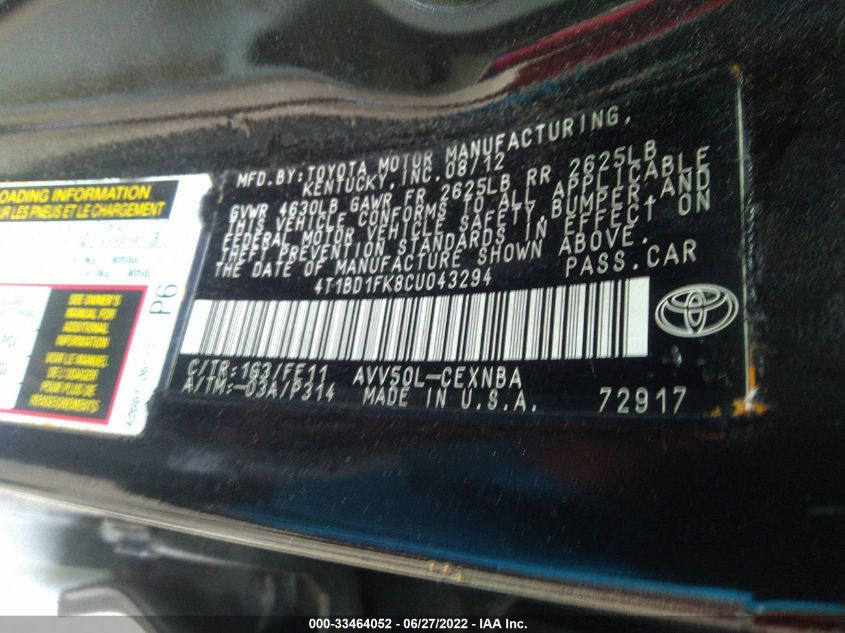 MFD.BY:TOYOTA MOTOR MANUFACTURING,
KENTUCKY,INC.08/12
GVWR 4630LB GAWR FR 2625LB RR 2625LB
THIS VEHICLE CONFORMS TO ALL APPLICABLE
FEDERAL MOTOR VEHICLE SAFETY,BUMPER,AND
THEFT PREVENTION STANDARDS IN EFFECT ON
THE DATE OF MANUFACTURE SHOWN ABOVE.
4T1BD1FK8CU043294 PASS.CAR
C/TR:1G3/FE11 AVV50L-CEXNBA
A/TM:-03A/P314 MADE IN U.S.A. 72917
OADING INFORMATION
UR LES PNEUS ET LE CHARGEMENT
P6
SEE OWNER'S
MANUAL FOR
ADDITIONAL
INFORMATION
VOIR LE MANUEL
DE L'USAGER
POUR PLUS DE
RENSEIGNEMENTS
000-33464052 - 06/27/2022 - IAA Inc.